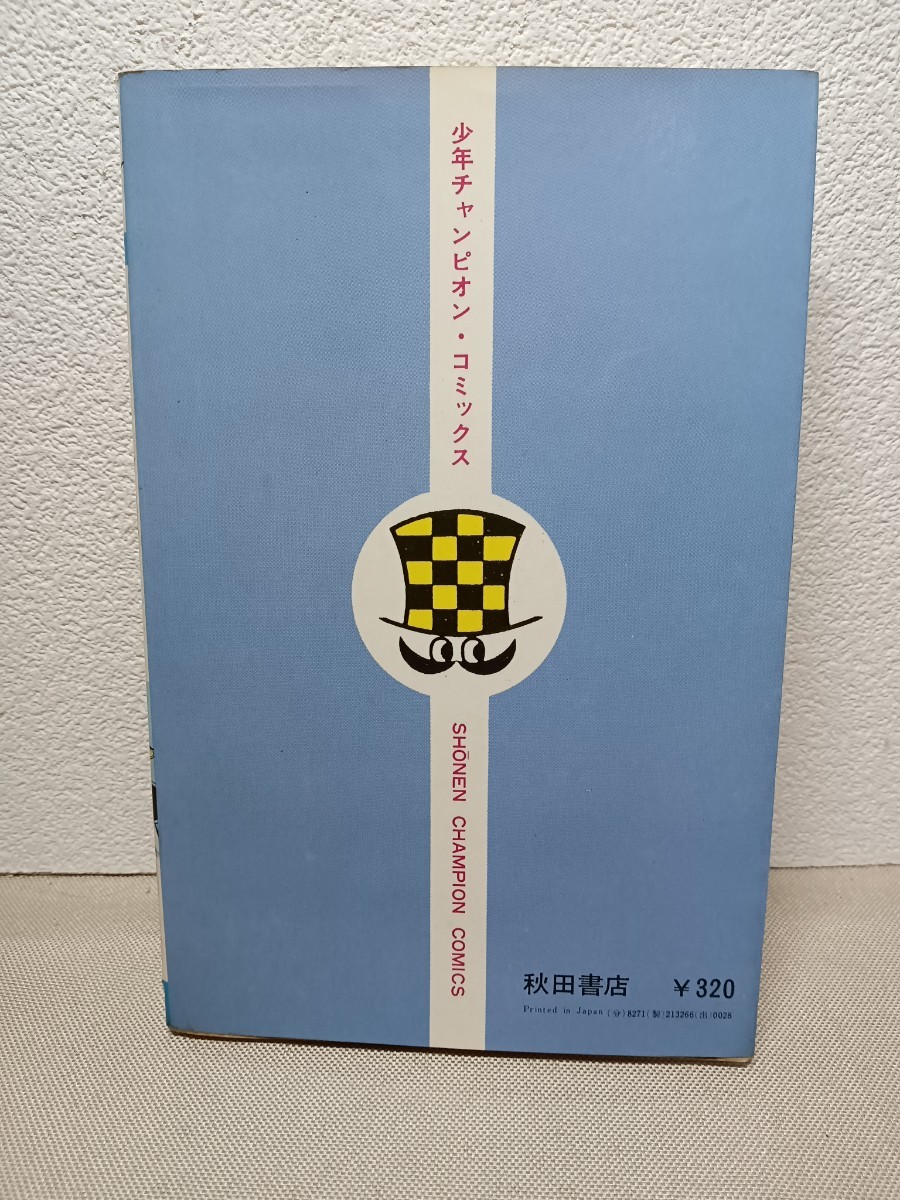 少年チャンピオン・コミックス
SHŌNEN CHAMPION COMICS
秋田書店 ¥320
Printed in Japan (分)8271(製)213266(出)0028